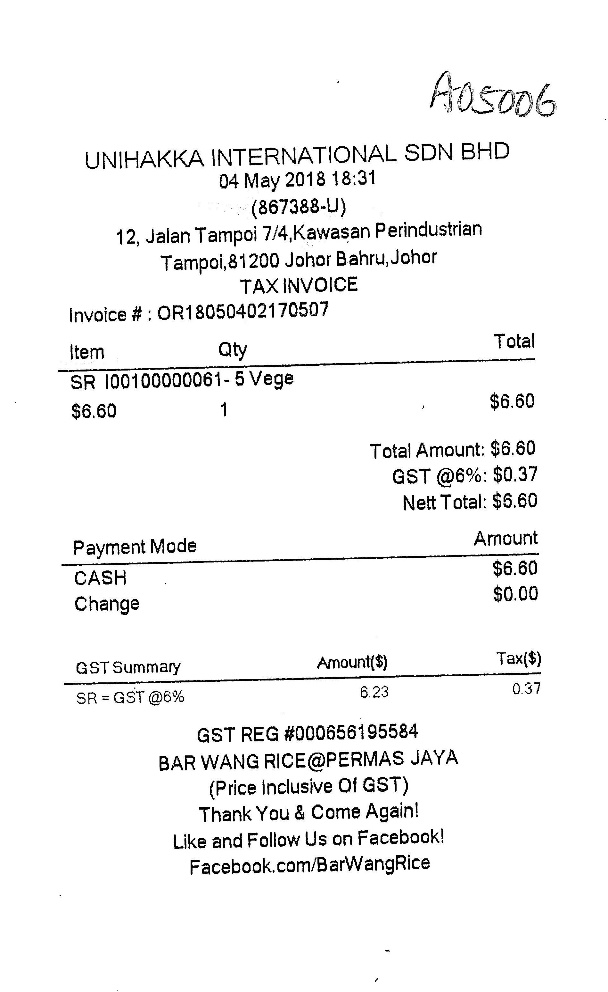 A05006
UNIHAKKA INTERNATIONAL SDN BHD
04 May 2018 18:31
(867388-U)
12, Jalan Tampoi 7/4,Kawasan Perindustrian
Tampoi,81200 Johor Bahru,Johor
TAX INVOICE
Invoice # : OR18050402170507
Item Qty Total
SR I00100000061- 5 Vege
$6.60 1 $6.60
Total Amount: $6.60
GST @6%: $0.37
Nett Total: $6.60
Payment Mode Amount
CASH $6.60
Change $0.00
GST Summary Amount($) Tax($)
SR = GST @6% 6.23 0.37
GST REG #000656195584
BAR WANG RICE@PERMAS JAYA
(Price Inclusive Of GST)
Thank You & Come Again!
Like and Follow Us on Facebook!
Facebook.com/BarWangRice